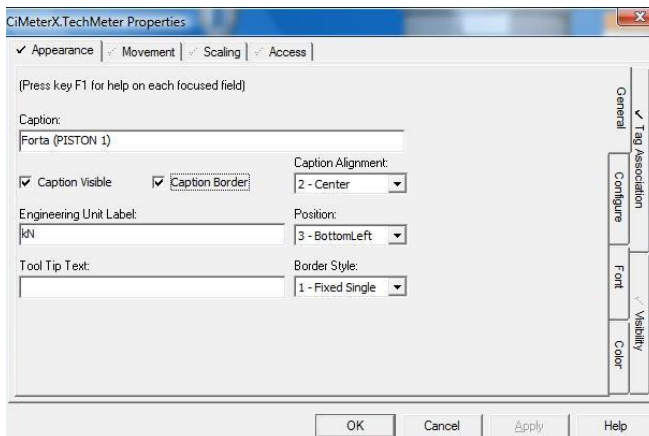 CiMeterX.TechMeter Properties
Appearance Movement Scaling Access
(Press key F1 for help on each focused field)
Caption:
Forta (PISTON 1)
Caption Visible Caption Border
Caption Alignment:
2 - Center
Engineering Unit Label:
kN
Position:
3 - BottomLeft
Tool Tip Text:
Border Style:
1 - Fixed Single
General
Configure
Font
Color
Tag Association
Visibility
OK Cancel Apply Help